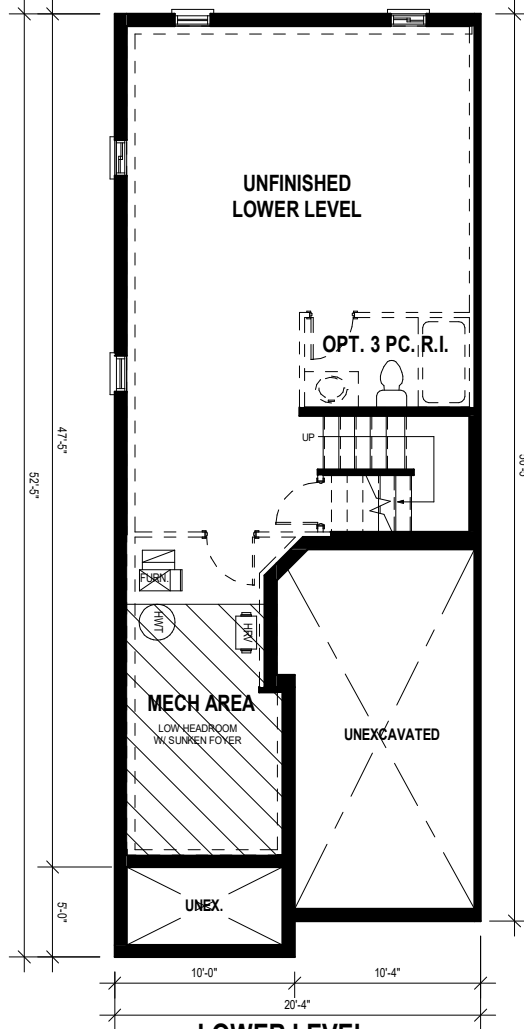 UNFINISHED
LOWER LEVEL
OPT. 3 PC. R.I.
UP
47'-5"
52'-5"
FURN.
HWT
HRV
MECH AREA
LOW HEADROOM
W/ SUNKEN FOYER
UNEXCAVATED
UNEX.
5'-0"
10'-0"
10'-4"
20'-4"
LOWER LEVEL